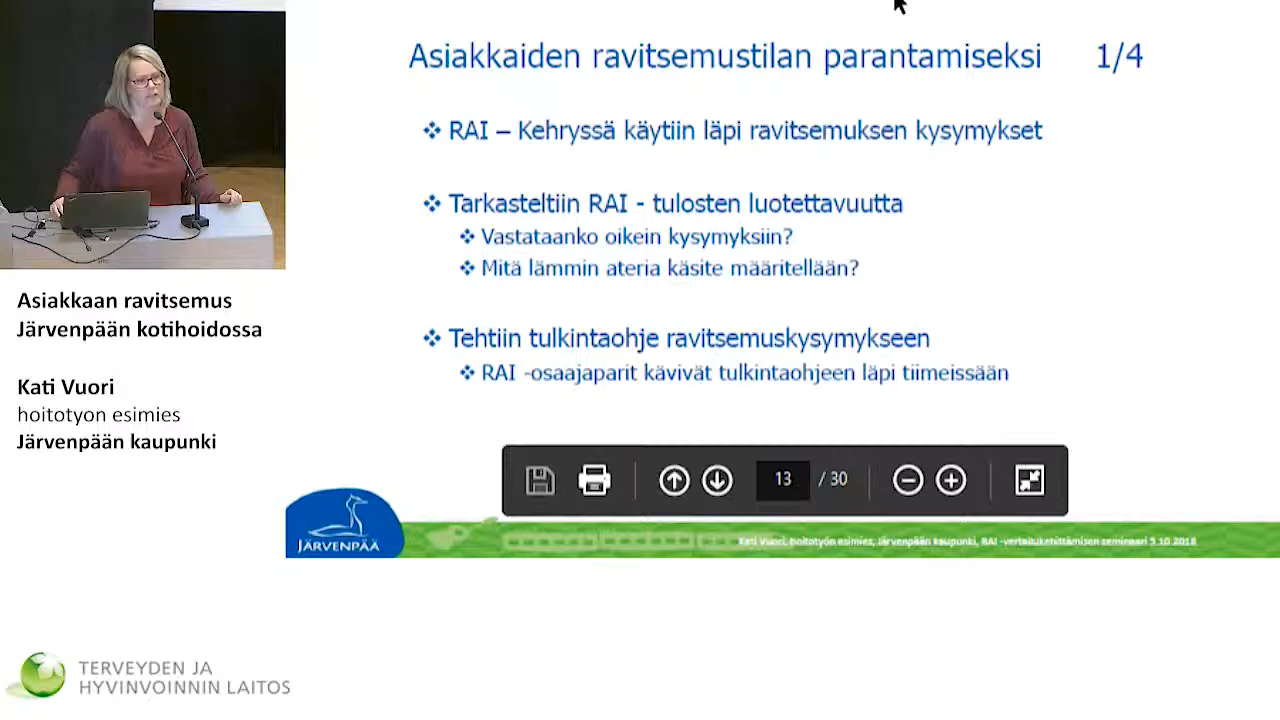 Asiakkaiden ravitsemustilan parantamiseksi 1/4
❖ RAI – Kehryssä käytiin läpi ravitsemuksen kysymykset
❖ Tarkasteltiin RAI - tulosten luotettavuutta
❖ Vastataanko oikein kysymyksiin?
❖ Mitä lämmin ateria käsite määritellään?
❖ Tehtiin tulkintaohje ravitsemuskysymykseen
❖ RAI -osaajaparit kävivät tulkintaohjeen läpi tiimeissään
13 / 30
JÄRVENPÄÄ
Kati Vuori, hoitotyön esimies, Järvenpään kaupunki, RAI -vertailukehittämisen seminaari 5.10.2018
Asiakkaan ravitsemus
Järvenpään kotihoidossa
Kati Vuori
hoitotyon esimies
Järvenpään kaupunki
TERVEYDEN JA
HYVINVOINNIN LAITOS